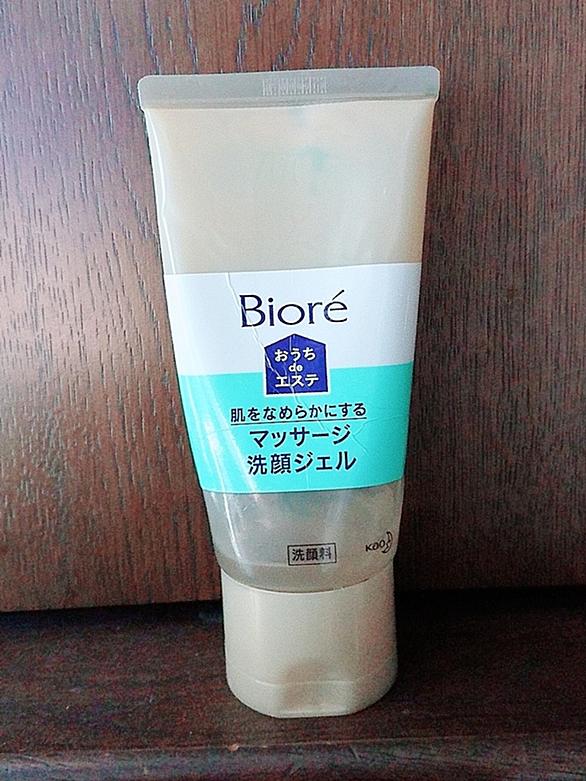 Bioré
おうち
de
エステ
肌をなめらかにする
マッサージ
洗顔ジェル
洗顔料
Kao